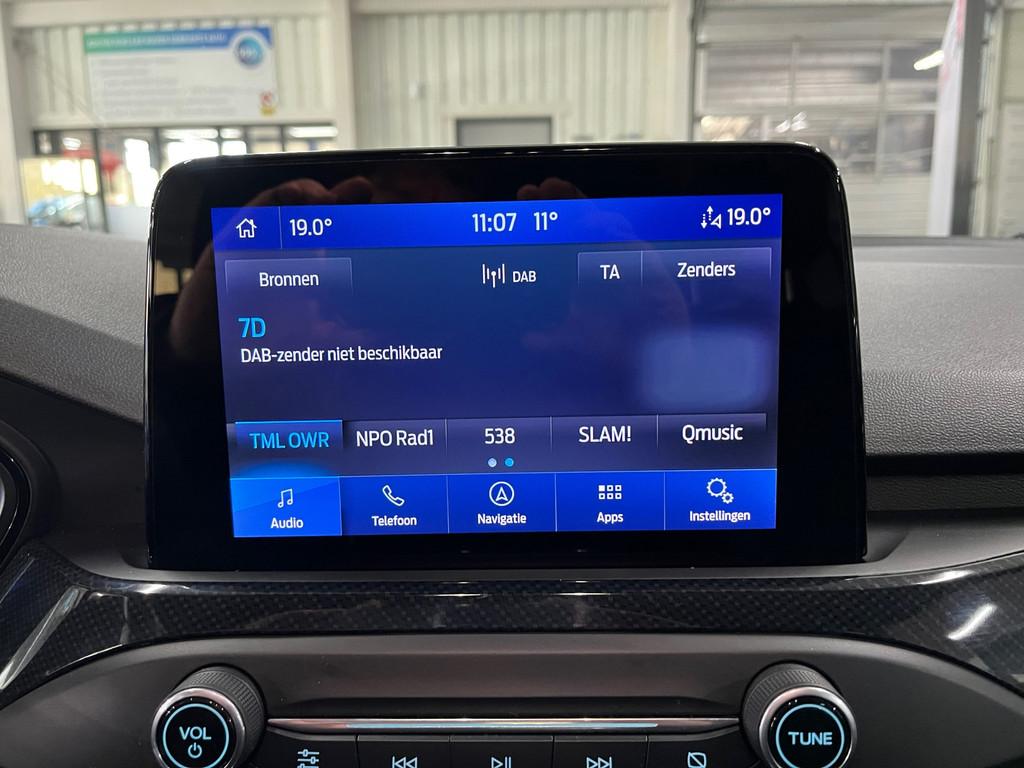 19.0°
11:07 11°
19.0°
Bronnen
DAB
TA
Zenders
7D
DAB-zender niet beschikbaar
TML OWR
NPO Rad1
538
SLAM!
Qmusic
Audio
Telefoon
Navigatie
Apps
Instellingen
VOL
TUNE